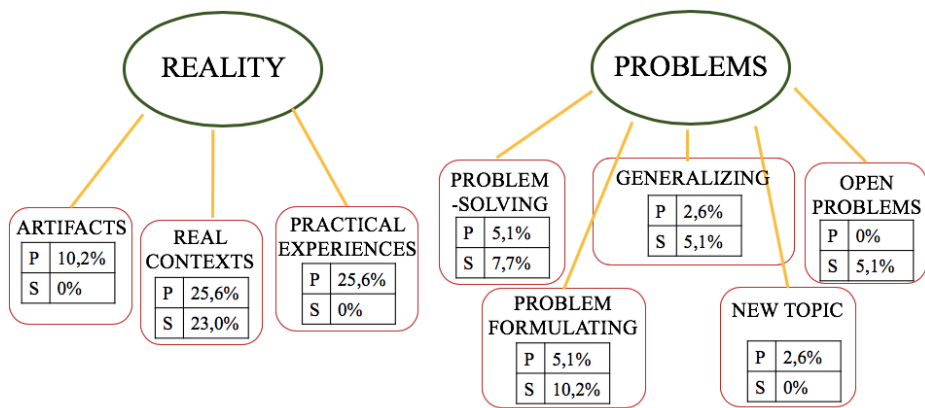 REALITY
ARTIFACTS
P 10,2%
S 0%
REAL
CONTEXTS
P 25,6%
S 23,0%
PRACTICAL
EXPERIENCES
P 25,6%
S 0%
PROBLEMS
PROBLEM
-SOLVING
P 5,1%
S 7,7%
PROBLEM
FORMULATING
P 5,1%
S 10,2%
GENERALIZING
P 2,6%
S 5,1%
NEW TOPIC
P 2,6%
S 0%
OPEN
PROBLEMS
P 0%
S 5,1%